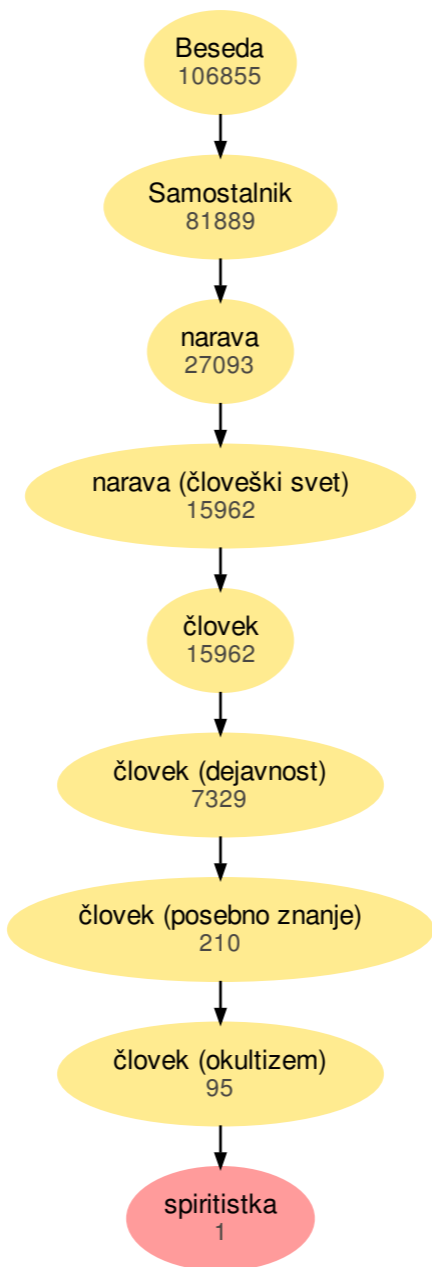 Beseda
106855
Samostalnik
81889
narava
27093
narava (človeški svet)
15962
človek
15962
človek (dejavnost)
7329
človek (posebno znanje)
210
človek (okultizem)
95
spiritistka
1